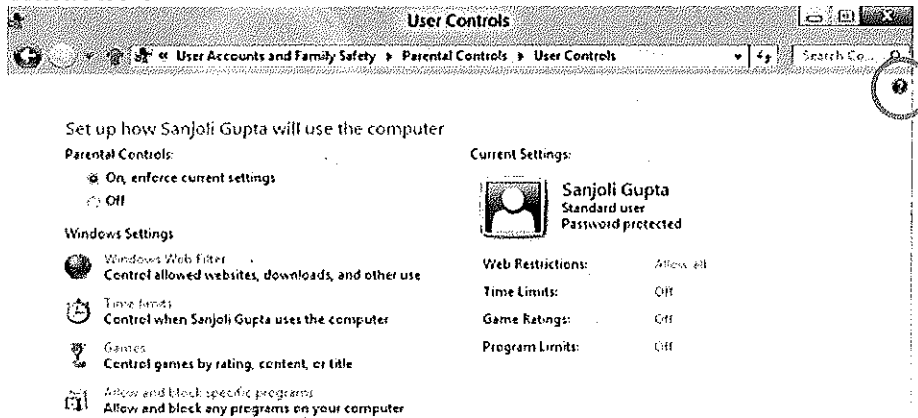 User Controls
« User Accounts and Family Safety ▸ Parental Controls ▸ User Controls
Search Co...
Set up how Sanjoli Gupta will use the computer
Parental Controls:
On, enforce current settings
Off
Windows Settings
Windows Web Filter
Control allowed websites, downloads, and other use
Time limits
Control when Sanjoli Gupta uses the computer
Games
Control games by rating, content, or title
Allow and block specific programs
Allow and block any programs on your computer
Current Settings:
Sanjoli Gupta
Standard user
Password protected
Web Restrictions: Allow all
Time Limits: Off
Game Ratings: Off
Program Limits: Off